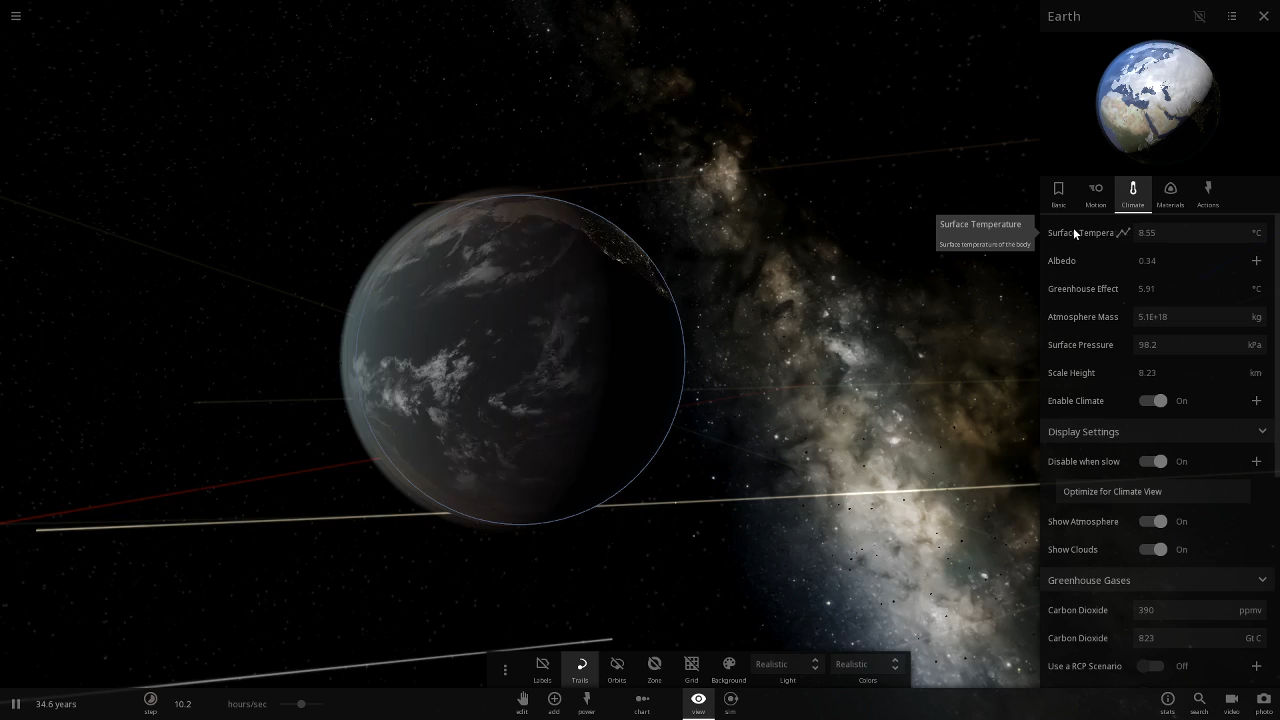 Earth
Basic Motion Climate Materials Actions
Surface Temperature
Surface temperature of the body
Surface Tempera 8.55 °C
Albedo 0.34
Greenhouse Effect 5.91 °C
Atmosphere Mass 5.1E+18 kg
Surface Pressure 98.2 kPa
Scale Height 8.23 km
Enable Climate On
Display Settings
Disable when slow On
Optimize for Climate View
Show Atmosphere On
Show Clouds On
Greenhouse Gases
Carbon Dioxide 390 ppmv
Carbon Dioxide 823 Gt C
Use a RCP Scenario Off
Realistic Realistic
Labels Trails Orbits Zone Grid Background Light Colors
34.6 years 10.2 hours/sec
step edit add power chart view sim stats search video photo